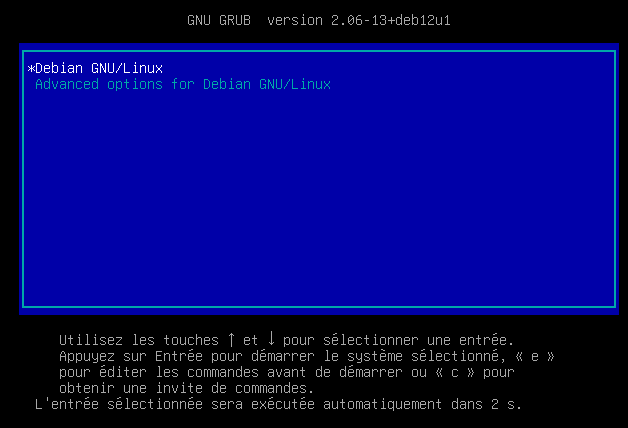 GNU GRUB  version 2.06-13+deb12u1
*Debian GNU/Linux
Advanced options for Debian GNU/Linux
Utilisez les touches ↑ et ↓ pour sélectionner une entrée.
Appuyez sur Entrée pour démarrer le système sélectionné, « e »
pour éditer les commandes avant de démarrer ou « c » pour
obtenir une invite de commandes.
L'entrée sélectionnée sera exécutée automatiquement dans 2 s.